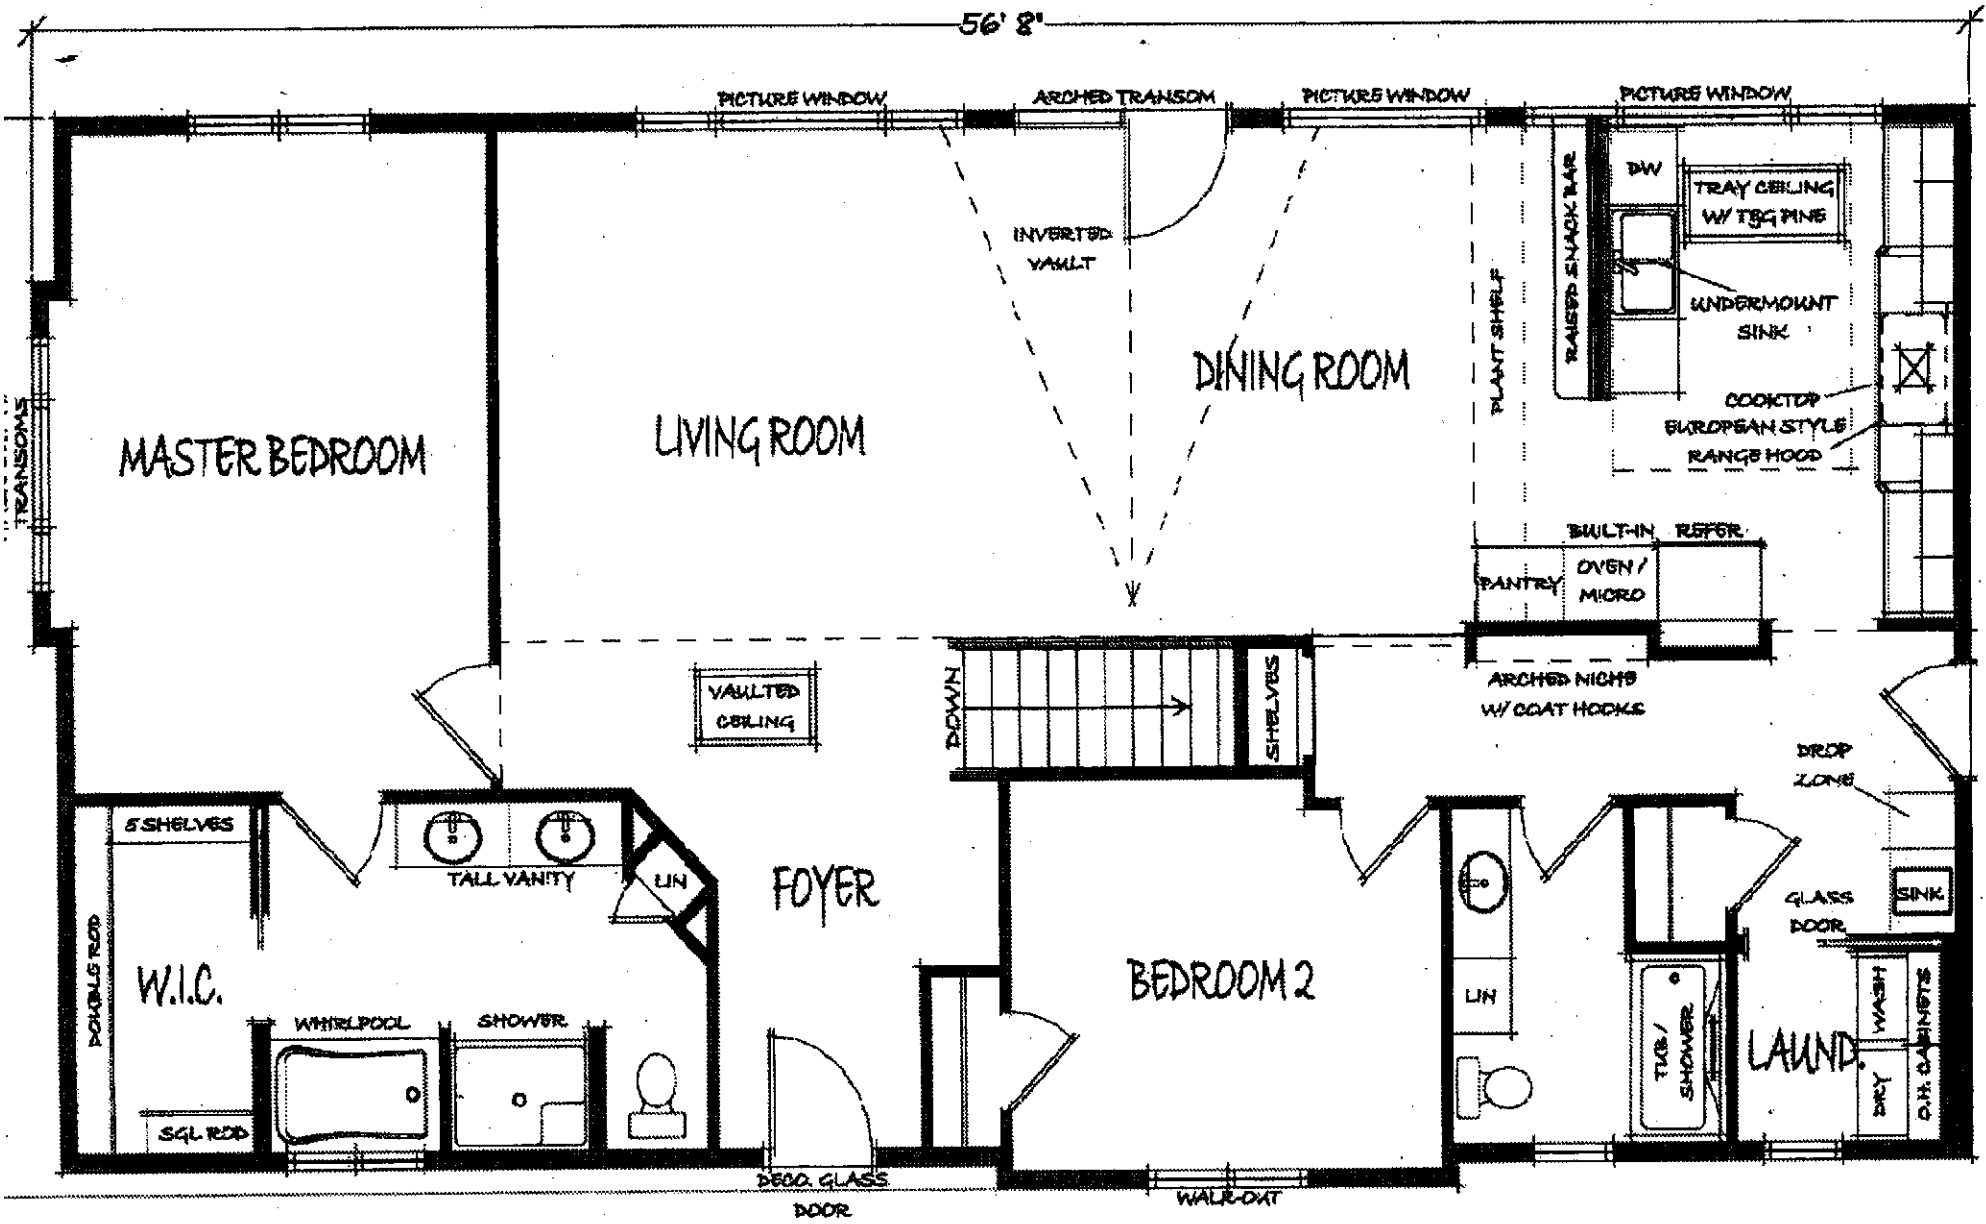 56' 8"
PICTURE WINDOW
ARCHED TRANSOM
PICTURE WINDOW
PICTURE WINDOW
DW
TRAY CEILING
W/ T&G PINE
RAISED SNACK BAR
INVERTED
VAULT
PLANT SHELF
UNDERMOUNT
SINK
DINING ROOM
COOKTOP
EUROPEAN STYLE
RANGE HOOD
TRANSOMS
MASTER BEDROOM
LIVING ROOM
BUILT-IN
REFER
PANTRY
OVEN /
MICRO
VAULTED
CEILING
DOWN
SHELVES
ARCHED NICHE
W/ COAT HOOKS
DROP
ZONE
5 SHELVES
TALL VANITY
LIN
FOYER
GLASS
DOOR
SINK
DOUBLE ROD
W.I.C.
BEDROOM 2
LIN
WHIRLPOOL
SHOWER
TUB /
SHOWER
LAUND.
WASH
DRY
O.H. CABINETS
SGL ROD
DECO. GLASS
DOOR
WALK-OUT